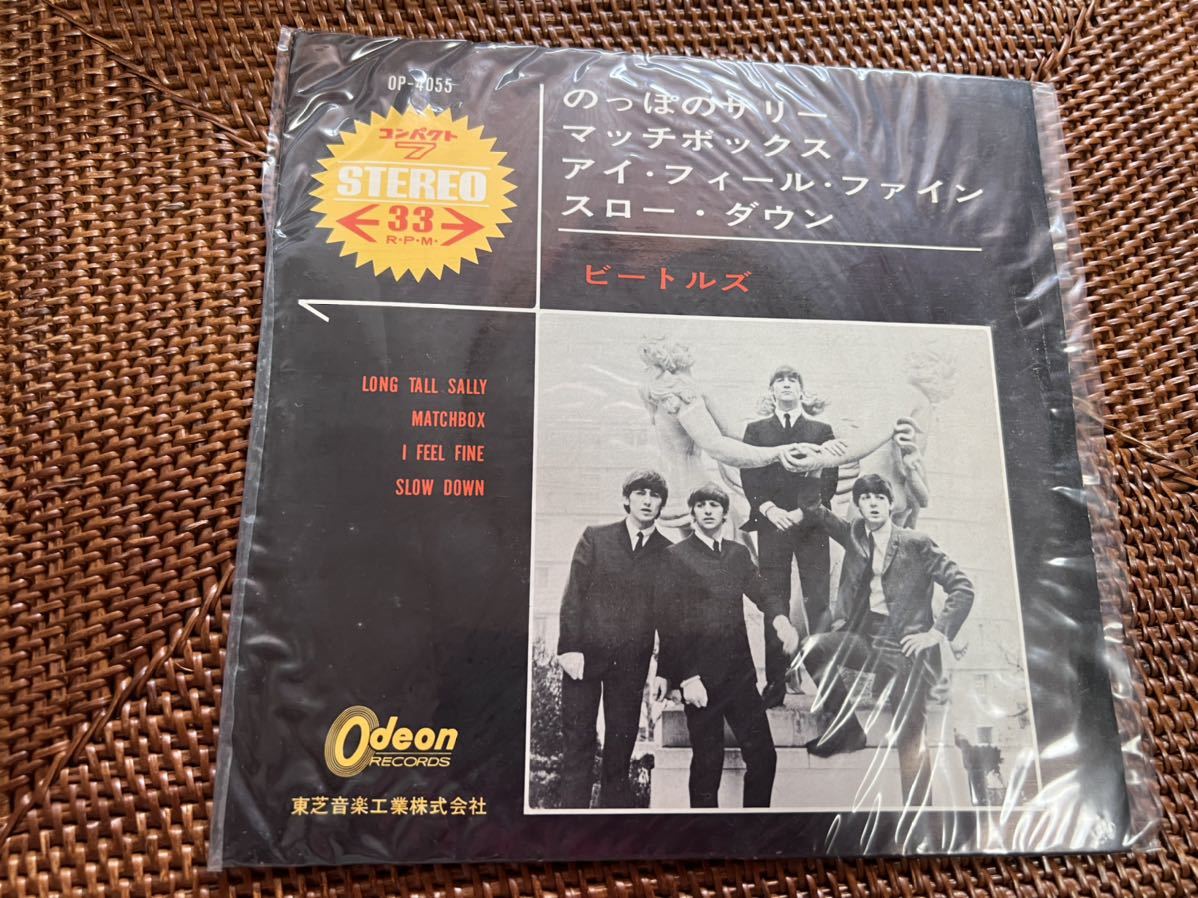 OP-4055
コンパクト
7
STEREO
33
R·P·M·
のっぽのサリー
マッチボックス
アイ・フィール・ファイン
スロー・ダウン
ビートルズ
LONG TALL SALLY
MATCHBOX
I FEEL FINE
SLOW DOWN
Odeon
RECORDS
東芝音楽工業株式会社